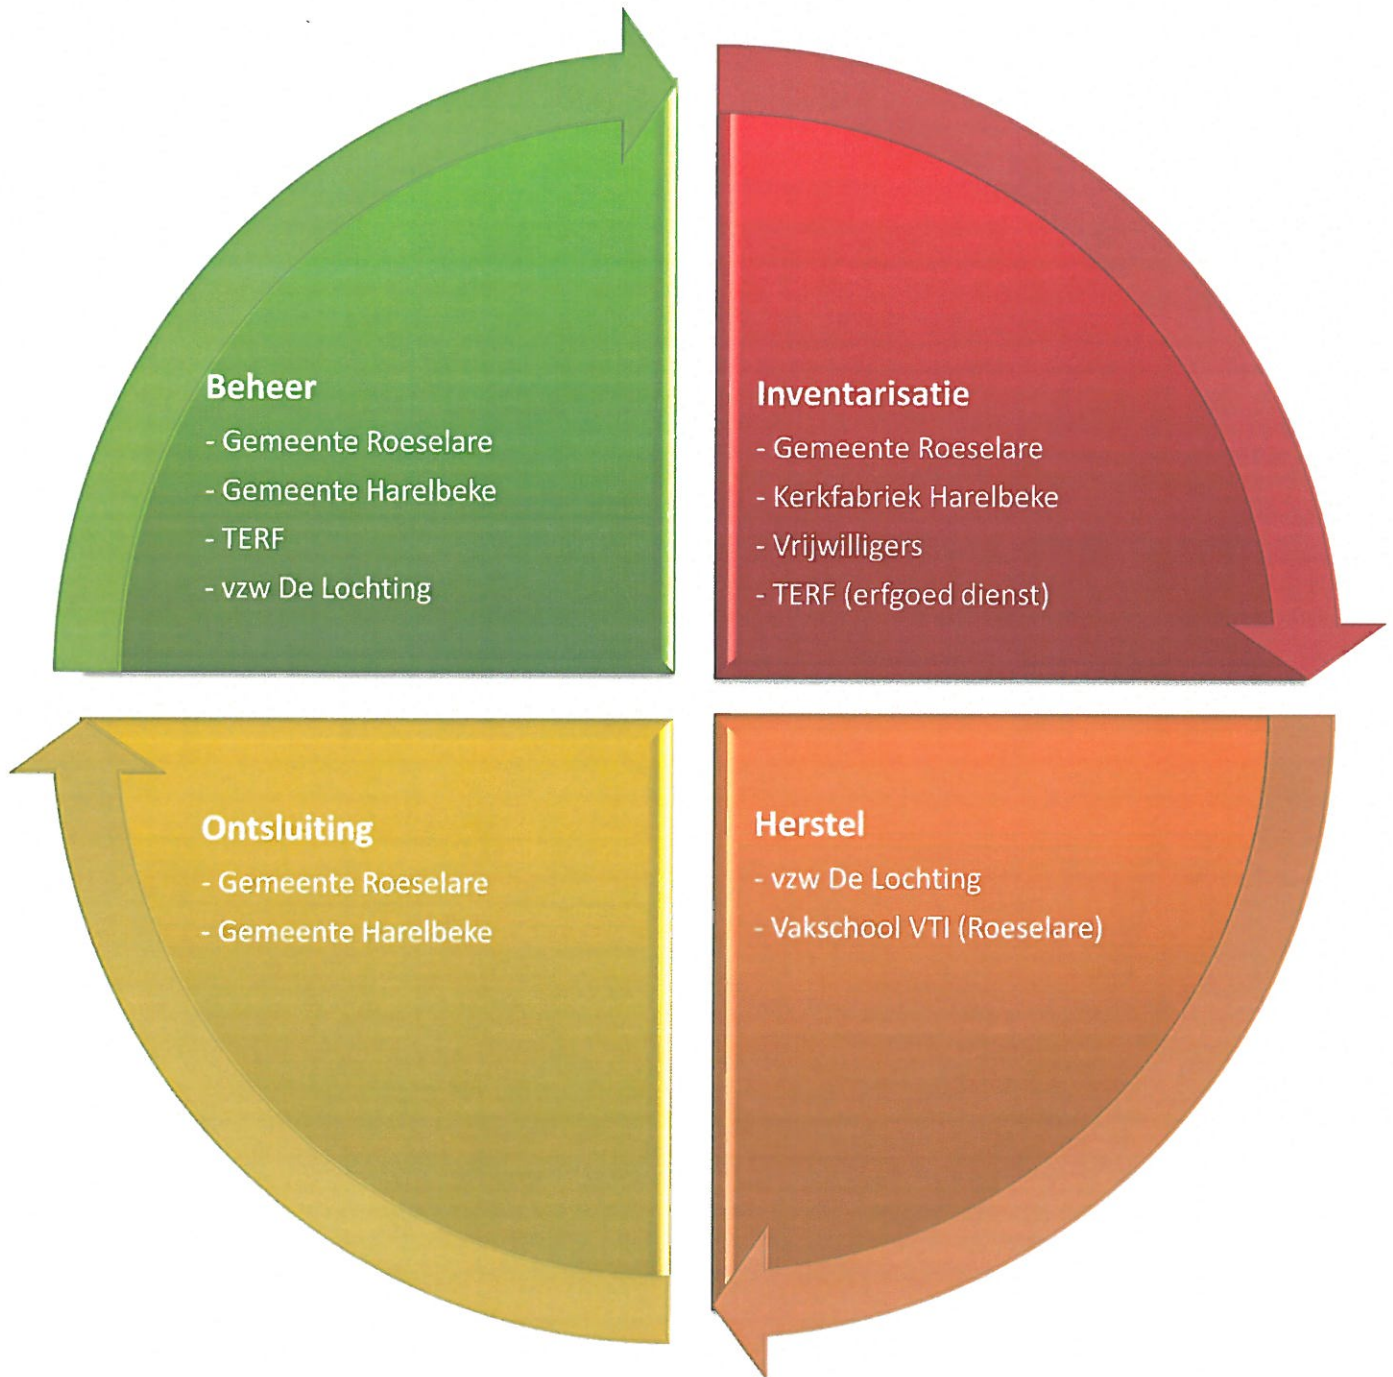 Beheer
- Gemeente Roeselare
- Gemeente Harelbeke
- TERF
- vzw De Lochting
Inventarisatie
- Gemeente Roeselare
- Kerkfabriek Harelbeke
- Vrijwilligers
- TERF (erfgoed dienst)
Ontsluiting
- Gemeente Roeselare
- Gemeente Harelbeke
Herstel
- vzw De Lochting
- Vakschool VTI (Roeselare)